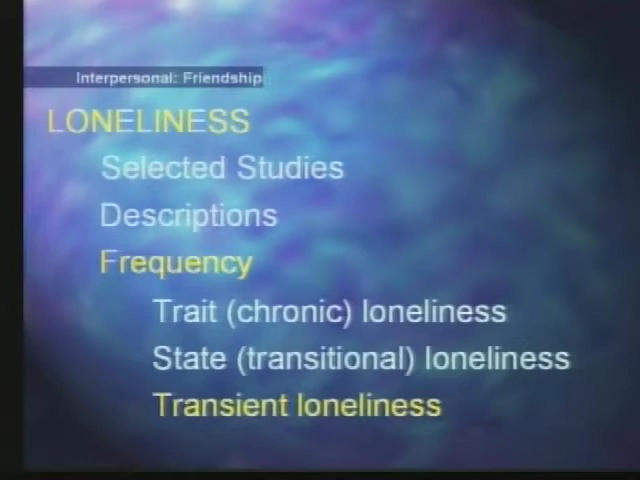 Interpersonal: Friendship
LONELINESS
Selected Studies
Descriptions
Frequency
Trait (chronic) loneliness
State (transitional) loneliness
Transient loneliness